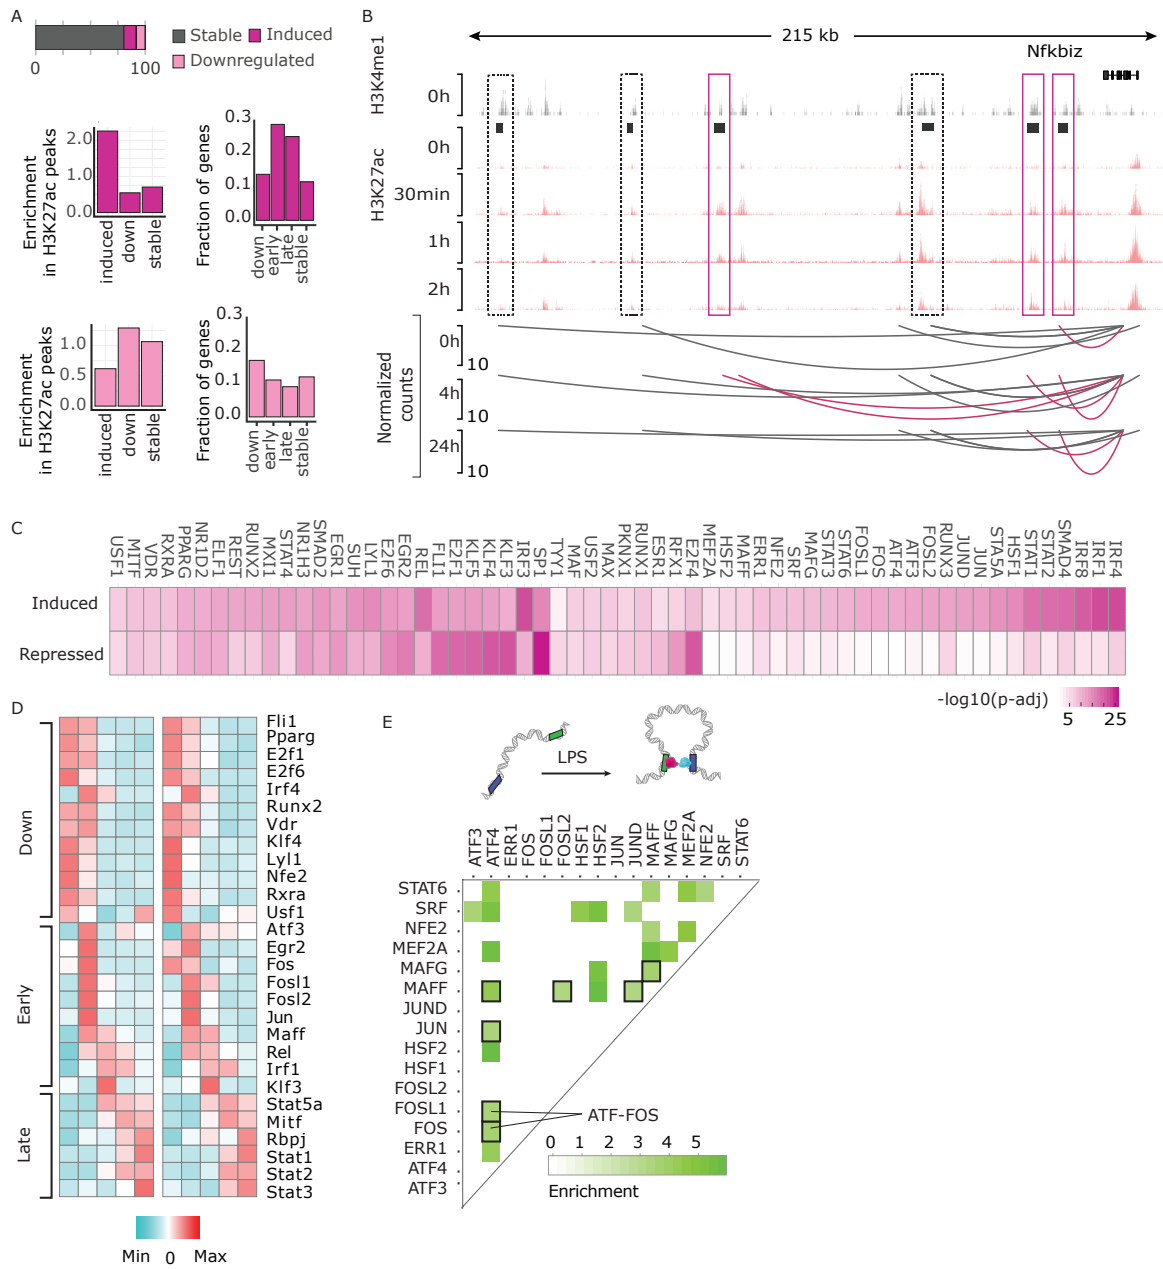 A
Stable
Induced
Downregulated
0
100
Enrichment
in H3K27ac peaks
2.0
1.0
0.0
induced
down
stable
Fraction of genes
0.3
0.2
0.1
0.0
down
early
late
stable
Enrichment
in H3K27ac peaks
1.0
0.5
0.0
induced
down
stable
Fraction of genes
0.3
0.2
0.1
0.0
down
early
late
stable
B
215 kb
Nfkbiz
H3K4me1
0h
H3K27ac
0h
30min
1h
2h
Normalized
counts
0h
10
4h
10
24h
10
C
USF1
MITF
VDR
RXRA
PPARG
NR1D2
ELF1
REST
RUNX2
MXI1
STAT4
NR1H3
SMAD2
EGR1
SUH
LYL1
E2F6
EGR2
REL
FLI1
E2F1
KLF5
KLF4
KLF3
IRF3
SP1
TYY1
MAF
USF2
MAX
PKNX1
RUNX1
ESR1
RFX1
E2F4
MEF2A
HSF2
MAFF
ERR1
NFE2
SRF
MAFG
STAT3
STAT6
FOSL1
FOS
ATF4
ATF3
FOSL2
RUNX3
JUND
JUN
STA5A
HSF1
STAT1
STAT2
SMAD4
IRF8
IRF1
IRF4
Induced
Repressed
-log10(p-adj)
5
25
D
Down
Fli1
Pparg
E2f1
E2f6
Irf4
Runx2
Vdr
Klf4
Lyl1
Nfe2
Rxra
Usf1
Early
Atf3
Egr2
Fos
Fosl1
Fosl2
Jun
Maff
Rel
Irf1
Klf3
Late
Stat5a
Mitf
Rbpj
Stat1
Stat2
Stat3
Min
0
Max
E
LPS
ATF3
ATF4
ERR1
FOS
FOSL1
FOSL2
HSF1
HSF2
JUN
JUND
MAFF
MAFG
MEF2A
NFE2
SRF
STAT6
STAT6
SRF
NFE2
MEF2A
MAFG
MAFF
JUND
JUN
HSF2
HSF1
FOSL2
FOSL1
FOS
ERR1
ATF4
ATF3
ATF-FOS
0 1 2 3 4 5
Enrichment